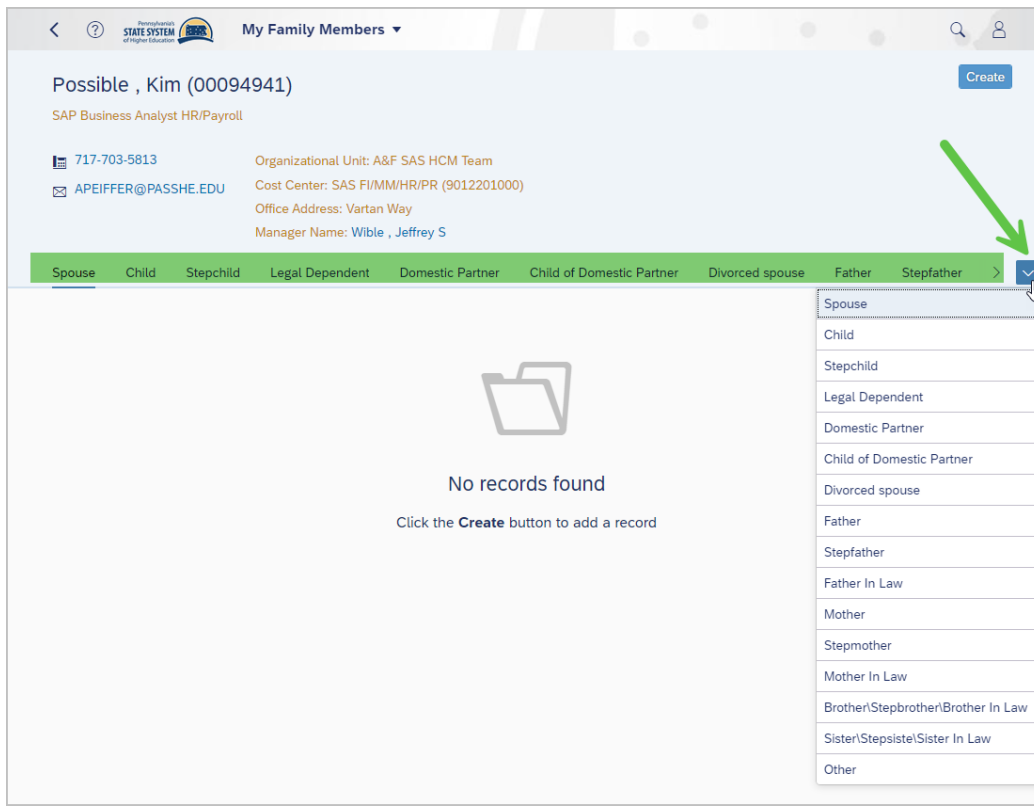 Pennsylvania's
STATE SYSTEM
of Higher Education
My Family Members
Possible , Kim (00094941)
Create
SAP Business Analyst HR/Payroll
717-703-5813
APEIFFER@PASSHE.EDU
Organizational Unit: A&F SAS HCM Team
Cost Center: SAS FI/MM/HR/PR (9012201000)
Office Address: Vartan Way
Manager Name: Wible , Jeffrey S
Spouse Child Stepchild Legal Dependent Domestic Partner Child of Domestic Partner Divorced spouse Father Stepfather
Spouse
Child
Stepchild
Legal Dependent
Domestic Partner
Child of Domestic Partner
Divorced spouse
Father
Stepfather
Father In Law
Mother
Stepmother
Mother In Law
Brother\Stepbrother\Brother In Law
Sister\Stepsiste\Sister In Law
Other
No records found
Click the Create button to add a record